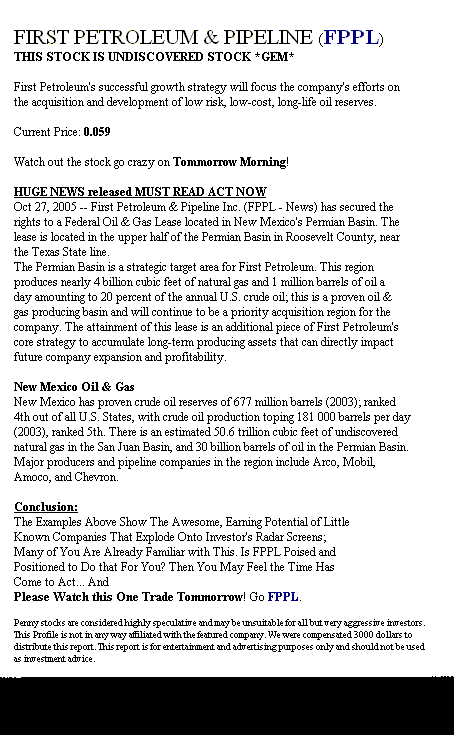 FIRST PETROLEUM & PIPELINE (FPPL)
THIS STOCK IS UNDISCOVERED STOCK *GEM*
First Petroleum's successful growth strategy will focus the company's efforts on
the acquisition and development of low risk, low-cost, long-life oil reserves.
Current Price: 0.059
Watch out the stock go crazy on Tommorrow Morning!
HUGE NEWS released MUST READ ACT NOW
Oct 27, 2005 -- First Petroleum & Pipeline Inc. (FPPL - News) has secured the
rights to a Federal Oil & Gas Lease located in New Mexico's Permian Basin. The
lease is located in the upper half of the Permian Basin in Roosevelt County, near
the Texas State line.
The Permian Basin is a strategic target area for First Petroleum. This region
produces nearly 4 billion cubic feet of natural gas and 1 million barrels of oil a
day amounting to 20 percent of the annual U.S. crude oil; this is a proven oil &
gas producing basin and will continue to be a priority acquisition region for the
company. The attainment of this lease is an additional piece of First Petroleum's
core strategy to accumulate long-term producing assets that can directly impact
future company expansion and profitability.
New Mexico Oil & Gas
New Mexico has proven crude oil reserves of 677 million barrels (2003); ranked
4th out of all U.S. States, with crude oil production toping 181 000 barrels per day
(2003), ranked 5th. There is an estimated 50.6 trillion cubic feet of undiscovered
natural gas in the San Juan Basin, and 30 billion barrels of oil in the Permian Basin.
Major producers and pipeline companies in the region include Arco, Mobil,
Amoco, and Chevron.
Conclusion:
The Examples Above Show The Awesome, Earning Potential of Little
Known Companies That Explode Onto Investor's Radar Screens;
Many of You Are Already Familiar with This. Is FPPL Poised and
Positioned to Do that For You? Then You May Feel the Time Has
Come to Act... And
Please Watch this One Trade Tommorrow! Go FPPL.
Penny stocks are considered highly speculative and may be unsuitable for all but very aggressive investors.
This Profile is not in any way affiliated with the featured company. We were compensated 3000 dollars to
distribute this report. This report is for entertainment and advertising purposes only and should not be used
as investment advice.